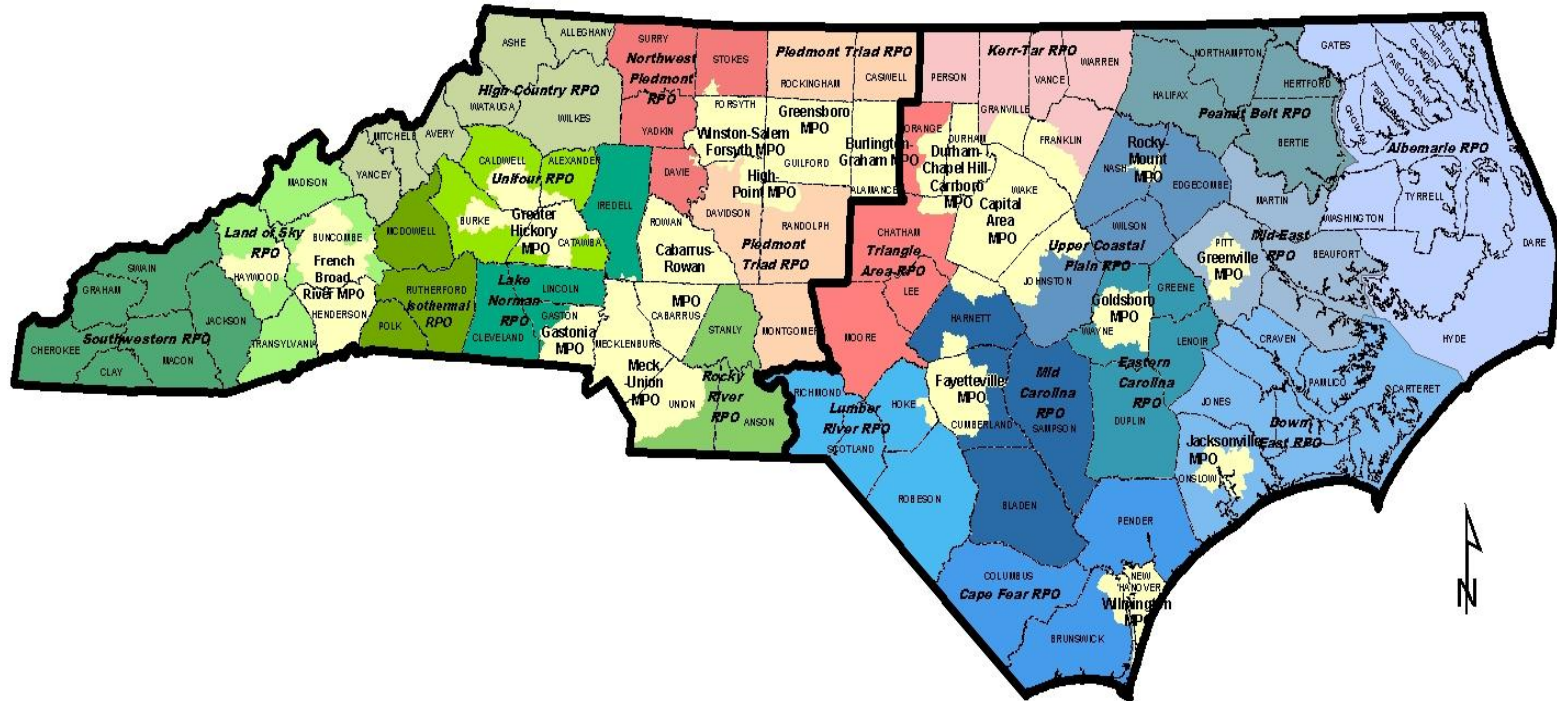 ASHE
ALLEGHANY
High Country RPO
WATAUGA
WILKES
MITCHELL
AVERY
YANCEY
SURRY
Northwest
Piedmont
RPO
STOKES
YADKIN
DAVIE
Piedmont Triad RPO
ROCKINGHAM
CASWELL
FORSYTH
Winston-Salem
Forsyth MPO
Greensboro
MPO
GUILFORD
Burlington-
Graham MPO
ALAMANCE
High-
Point MPO
DAVIDSON
RANDOLPH
Piedmont
Triad RPO
MONTGOMERY
MADISON
Land of Sky
RPO
BUNCOMBE
HAYWOOD
French
Broad
River MPO
HENDERSON
TRANSYLVANIA
SWAIN
GRAHAM
JACKSON
Southwestern RPO
CHEROKEE
MACON
CLAY
CALDWELL
ALEXANDER
Unifour RPO
BURKE
Greater
Hickory
MPO
CATAWBA
MCDOWELL
RUTHERFORD
Isothermal
RPO
POLK
IREDELL
Lake
Norman
RPO
LINCOLN
GASTON
Gastonia
MPO
CLEVELAND
ROWAN
Cabarrus-
Rowan
MPO
CABARRUS
MECKLENBURG
Meck
Union
MPO
UNION
STANLY
Rocky
River
RPO
ANSON
Kerr-Tar RPO
PERSON
GRANVILLE
VANCE
WARREN
FRANKLIN
ORANGE
DURHAM
Durham-
Chapel Hill-
Carrboro
MPO
WAKE
Capital
Area
MPO
CHATHAM
Triangle
Area RPO
LEE
MOORE
NORTHAMPTON
HALIFAX
HERTFORD
Peanut Belt RPO
BERTIE
Rocky-
Mount
MPO
NASH
EDGECOMBE
WILSON
Upper Coastal
Plain RPO
JOHNSTON
GATES
CURRITUCK
CAMDEN
PASQUOTANK
PERQUIMANS
CHOWAN
Albemarle RPO
WASHINGTON
TYRRELL
DARE
HYDE
MARTIN
Mid-East
RPO
PITT
Greenville
MPO
BEAUFORT
GREENE
Goldsboro
MPO
WAYNE
LENOIR
Eastern
Carolina
RPO
DUPLIN
HARNETT
Fayetteville
MPO
CUMBERLAND
Mid
Carolina
RPO
SAMPSON
BLADEN
RICHMOND
Lumber
River RPO
HOKE
SCOTLAND
ROBESON
CRAVEN
PAMLICO
CARTERET
JONES
Down
East RPO
Jacksonville
MPO
ONSLOW
PENDER
COLUMBUS
Cape Fear RPO
NEW
HANOVER
Wilmington
MPO
BRUNSWICK
N